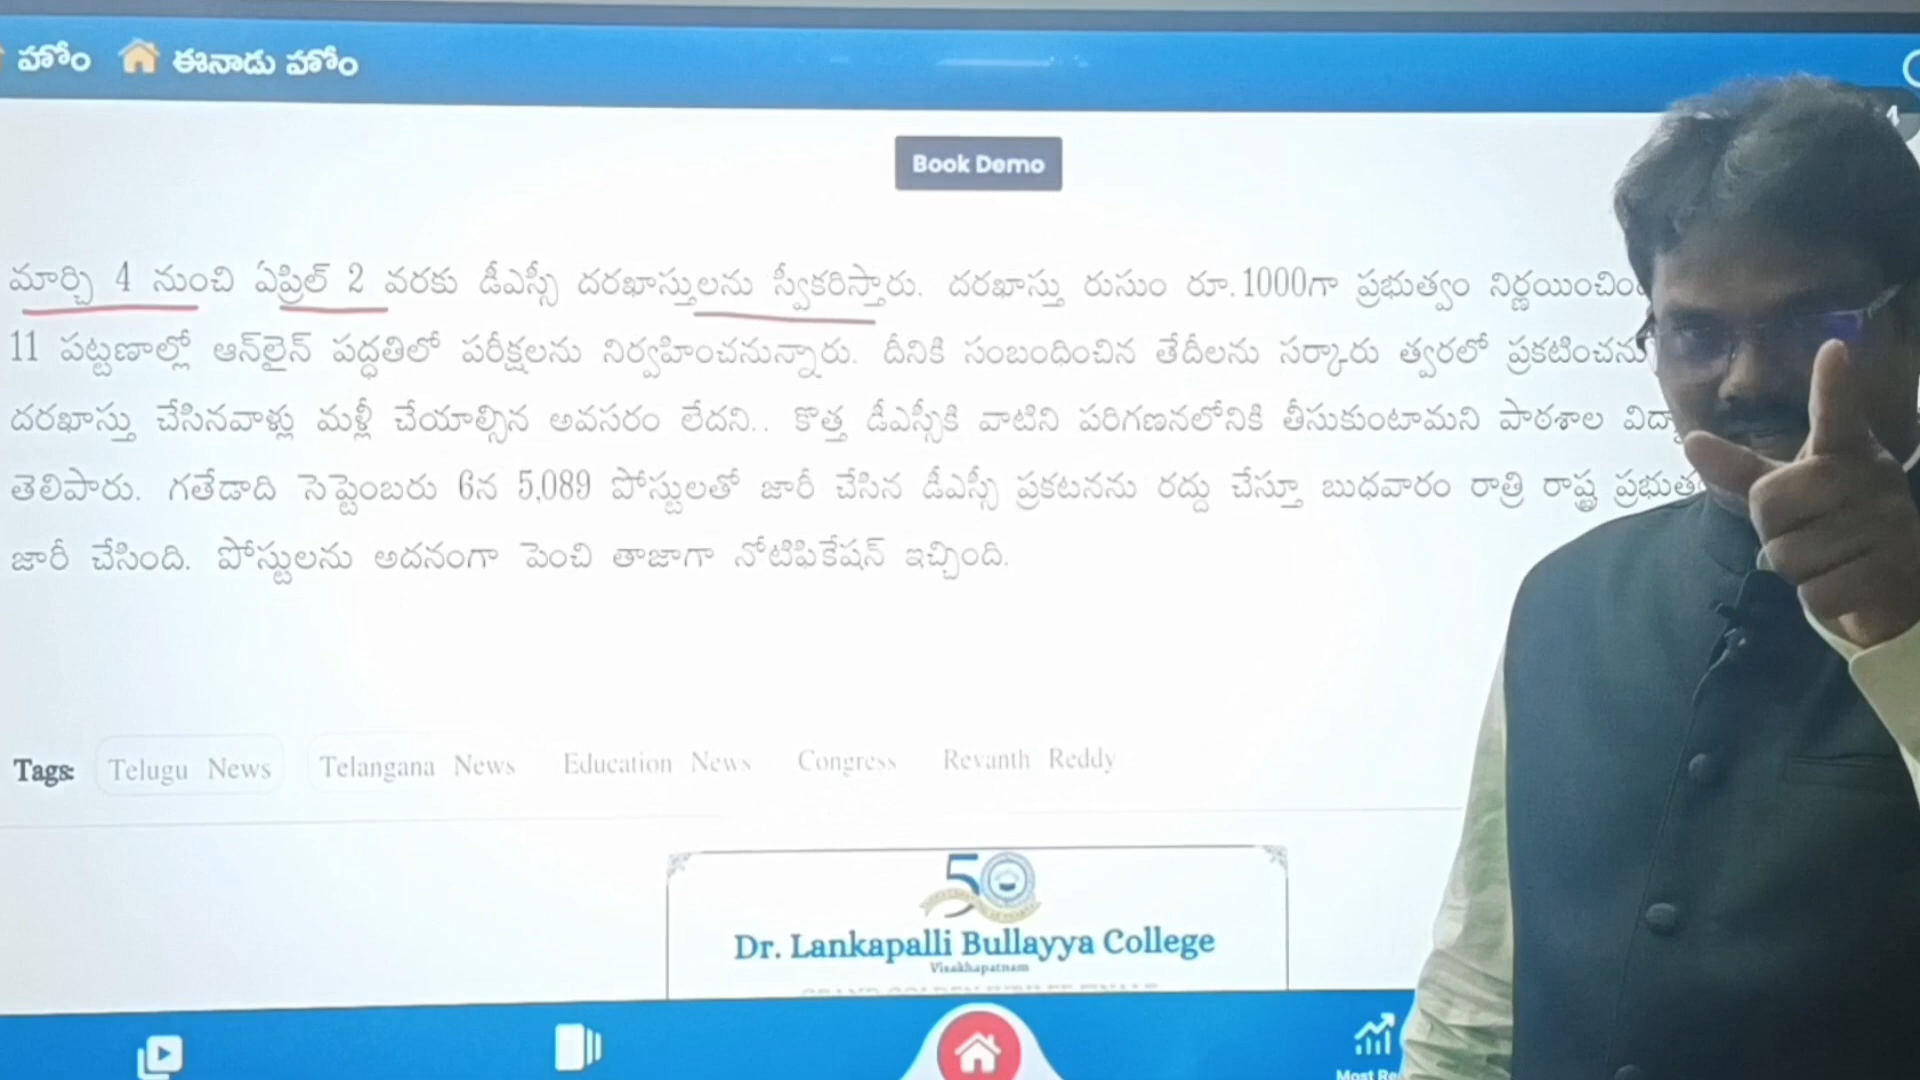 హోం ఈనాడు హోం
Book Demo
మార్చి 4 నుంచి ఏప్రిల్ 2 వరకు డీఎస్సీ దరఖాస్తులను స్వీకరిస్తారు. దరఖాస్తు రుసుం రూ.1000గా ప్రభుత్వం
11 పట్టణాల్లో ఆన్‌లైన్ పద్ధతిలో పరీక్షలను నిర్వహించనున్నారు. దీనికి సంబంధించిన తేదీలను సర్కారు త్వరలో
దరఖాస్తు చేసినవాళ్లు మళ్లీ చేయాల్సిన అవసరం లేదని.. కొత్త డీఎస్సీకి వాటిని పరిగణనలోనికి తీసుకుంటామని పాఠశాల
తెలిపారు. గతేడాది సెప్టెంబరు 6న 5,089 పోస్టులతో జారీ చేసిన డీఎస్సీ ప్రకటనను రద్దు చేస్తూ బుధవారం రాత్రి రాష్ట్ర
జారీ చేసింది. పోస్టులను అదనంగా పెంచి తాజాగా నోటిఫికేషన్ ఇచ్చింది.
Tags: Telugu News Telangana News Education News Congress Revanth Reddy
50
Dr. Lankapalli Bullayya College
Visakhapatnam
Most